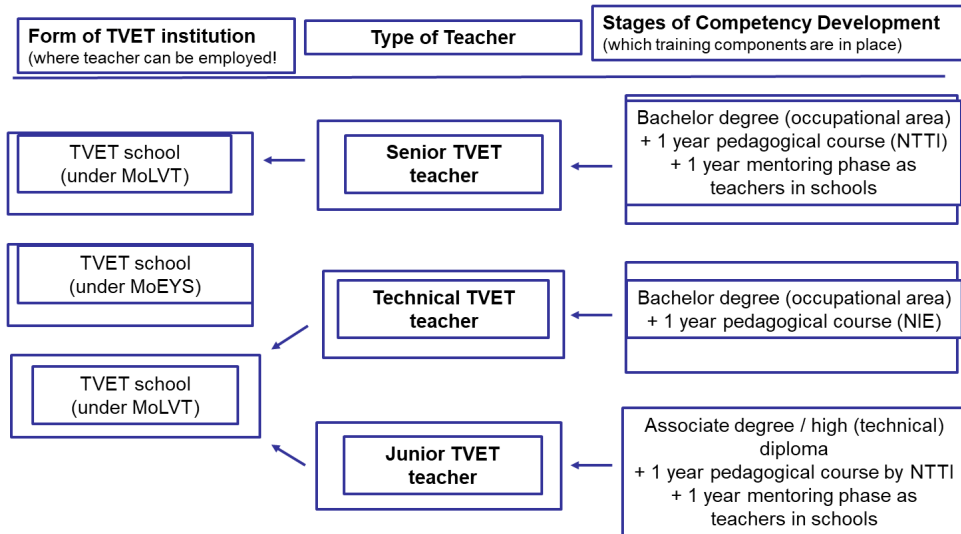 Form of TVET institution
(where teacher can be employed!
Type of Teacher
Stages of Competency Development
(which training components are in place)
TVET school
(under MoLVT)
Senior TVET
teacher
Bachelor degree (occupational area)
+ 1 year pedagogical course (NTTI)
+ 1 year mentoring phase as
teachers in schools
TVET school
(under MoEYS)
Technical TVET
teacher
Bachelor degree (occupational area)
+ 1 year pedagogical course (NIE)
TVET school
(under MoLVT)
Junior TVET
teacher
Associate degree / high (technical)
diploma
+ 1 year pedagogical course by NTTI
+ 1 year mentoring phase as
teachers in schools